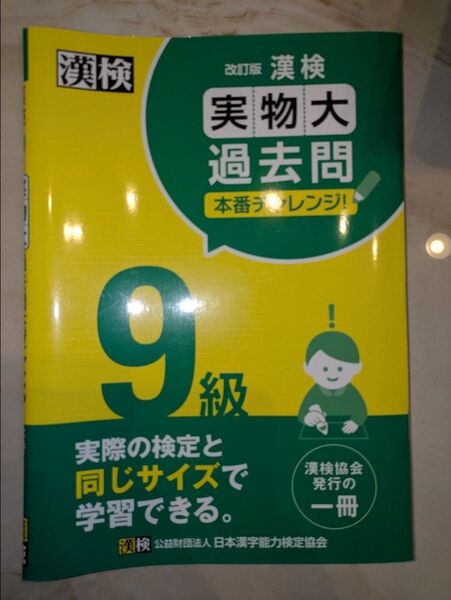 漢検
改訂版 漢検
実物大
過去問
本番チャレンジ!
9級
実際の検定と
同じサイズで
学習できる。
漢検協会
発行の
一冊
漢検 公益財団法人 日本漢字能力検定協会